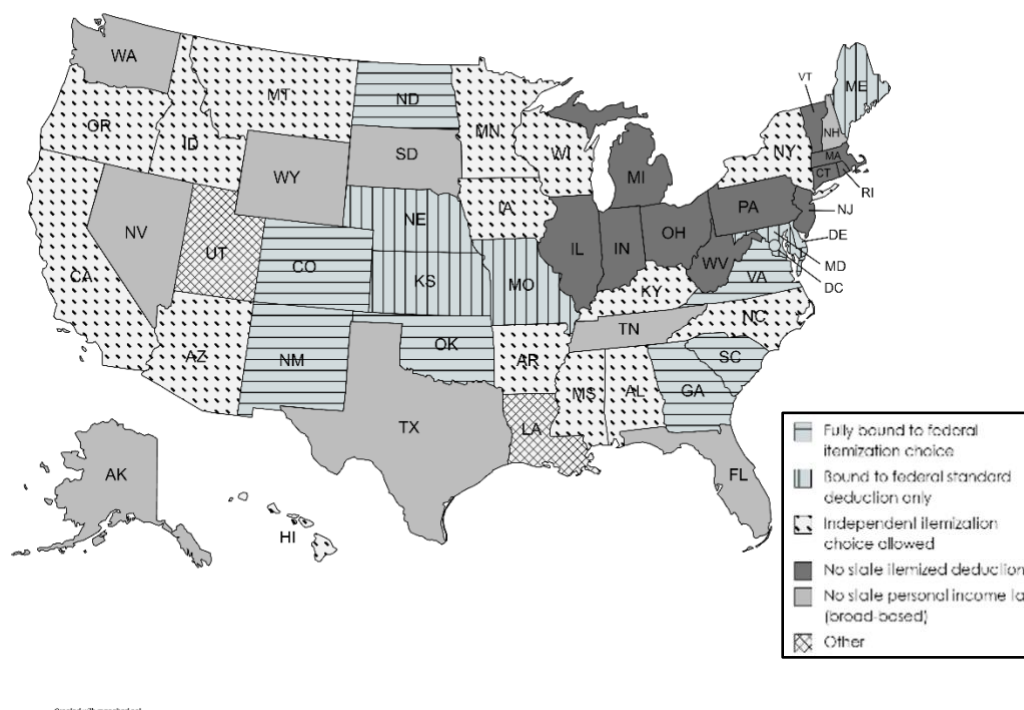 WA
OR
CA
NV
ID
MT
WY
UT
AZ
CO
NM
ND
SD
NE
KS
OK
TX
MN
IA
MO
AR
LA
WI
IL
MI
IN
OH
KY
TN
MS
AL
GA
FL
SC
NC
VA
WV
PA
NY
VT
NH
ME
MA
CT
RI
NJ
DE
MD
DC
AK
HI
Fully bound to federal
itemization choice
Bound to federal standard
deduction only
Independent itemization
choice allowed
No state itemized deduction
No state personal income ta
(broad-based)
Other